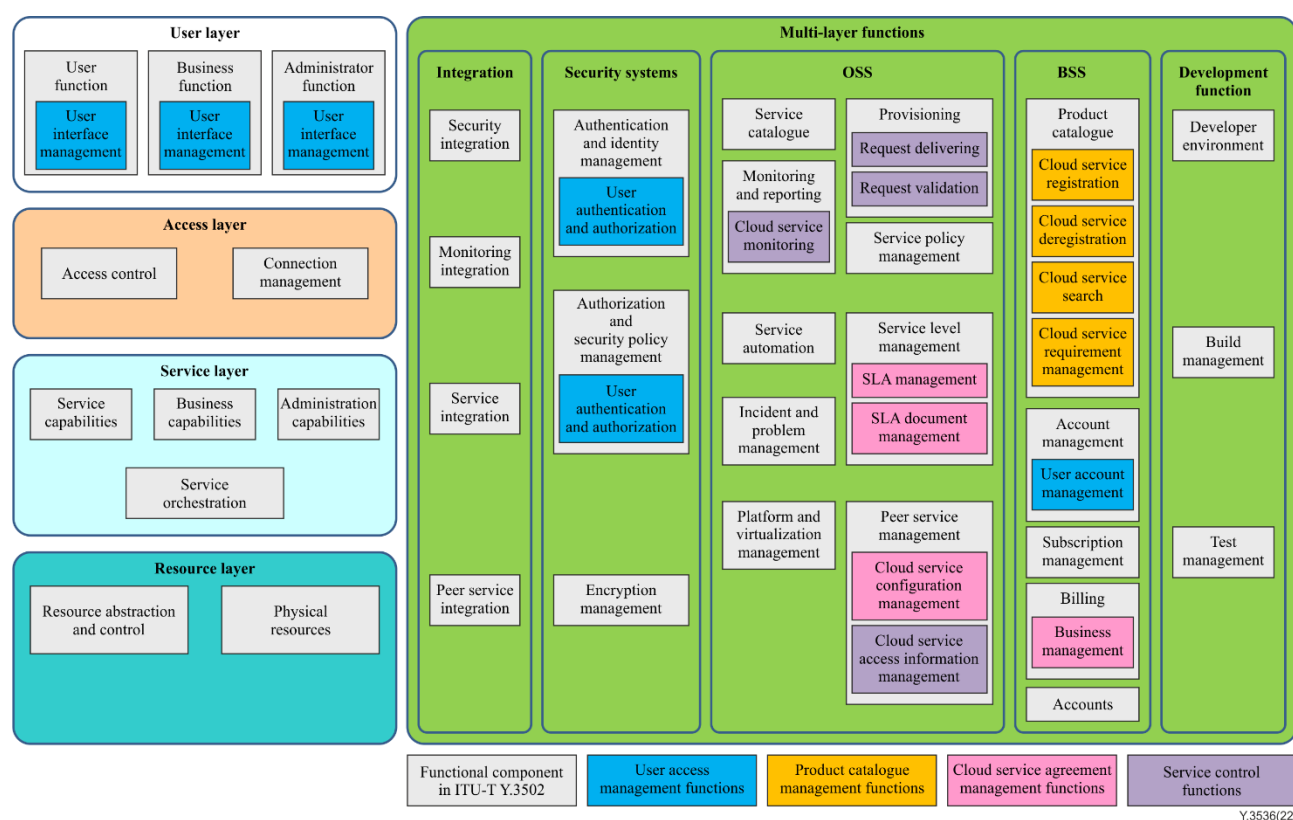 User layer
User
function
User
interface
management
Business
function
User
interface
management
Administrator
function
User
interface
management
Access layer
Access control
Connection
management
Service layer
Service
capabilities
Business
capabilities
Administration
capabilities
Service
orchestration
Resource layer
Resource abstraction
and control
Physical
resources
Multi-layer functions
Integration
Security
integration
Monitoring
integration
Service
integration
Peer service
integration
Security systems
Authentication
and identity
management
User
authentication
and authorization
Authorization
and
security policy
management
User
authentication
and authorization
Encryption
management
OSS
Service
catalogue
Monitoring
and reporting
Cloud service
monitoring
Service
automation
Incident and
problem
management
Platform and
virtualization
management
Provisioning
Request delivering
Request validation
Service policy
management
Service level
management
SLA management
SLA document
management
Peer service
management
Cloud service
configuration
management
Cloud service
access information
management
BSS
Product
catalogue
Cloud service
registration
Cloud service
deregistration
Cloud service
search
Cloud service
requirement
management
Account
management
User account
management
Subscription
management
Billing
Business
management
Accounts
Development
function
Developer
environment
Build
management
Test
management
Functional component
in ITU-T Y.3502
User access
management functions
Product catalogue
management functions
Cloud service agreement
management functions
Service control
functions
Y.3536(22